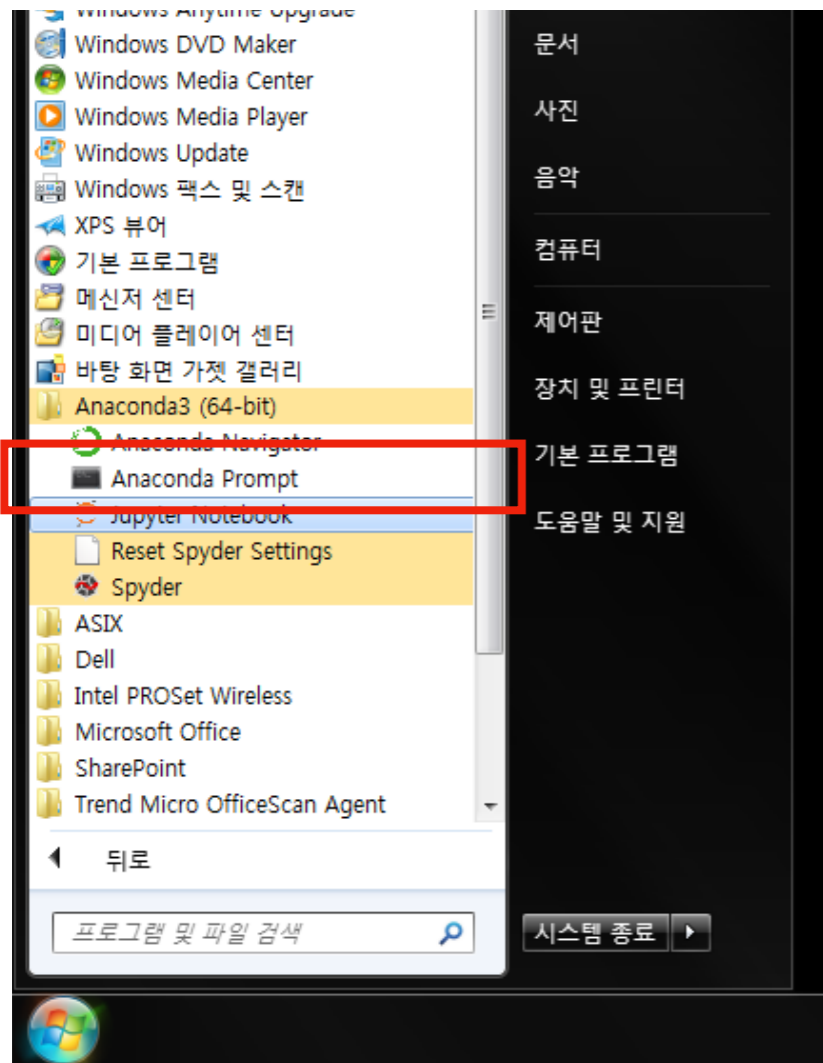 Windows Anytime Upgrade
Windows DVD Maker
Windows Media Center
Windows Media Player
Windows Update
Windows 팩스 및 스캔
XPS 뷰어
기본 프로그램
메신저 센터
미디어 플레이어 센터
바탕 화면 가젯 갤러리
Anaconda3 (64-bit)
Anaconda Navigator
Anaconda Prompt
Jupyter Notebook
Reset Spyder Settings
Spyder
ASIX
Dell
Intel PROSet Wireless
Microsoft Office
SharePoint
Trend Micro OfficeScan Agent
뒤로
프로그램 및 파일 검색
문서
사진
음악
컴퓨터
제어판
장치 및 프린터
기본 프로그램
도움말 및 지원
시스템 종료